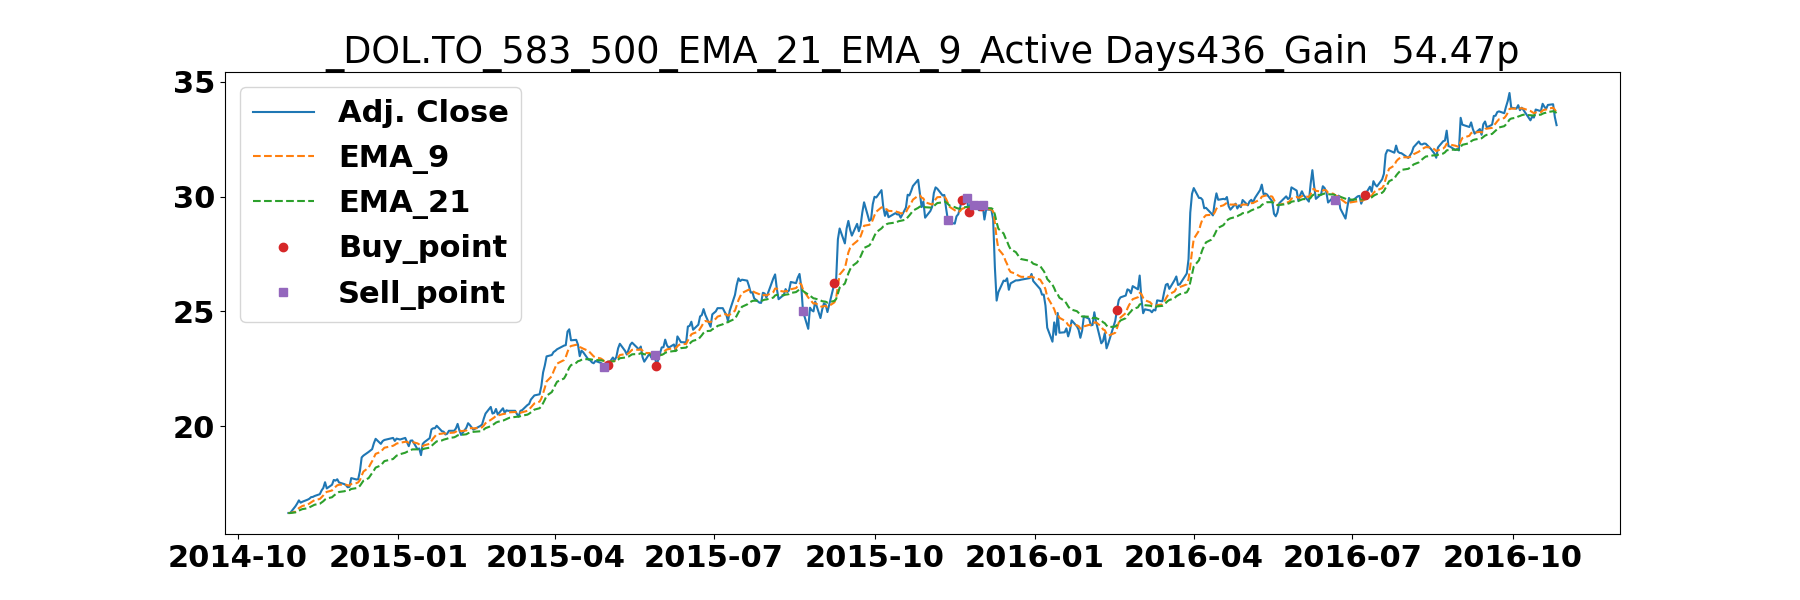 _DOL.TO_583_500_EMA_21_EMA_9_Active Days436_Gain  54.47p
35
30
25
20
Adj. Close
EMA_9
EMA_21
Buy_point
Sell_point
2014-10 2015-01 2015-04 2015-07 2015-10 2016-01 2016-04 2016-07 2016-10